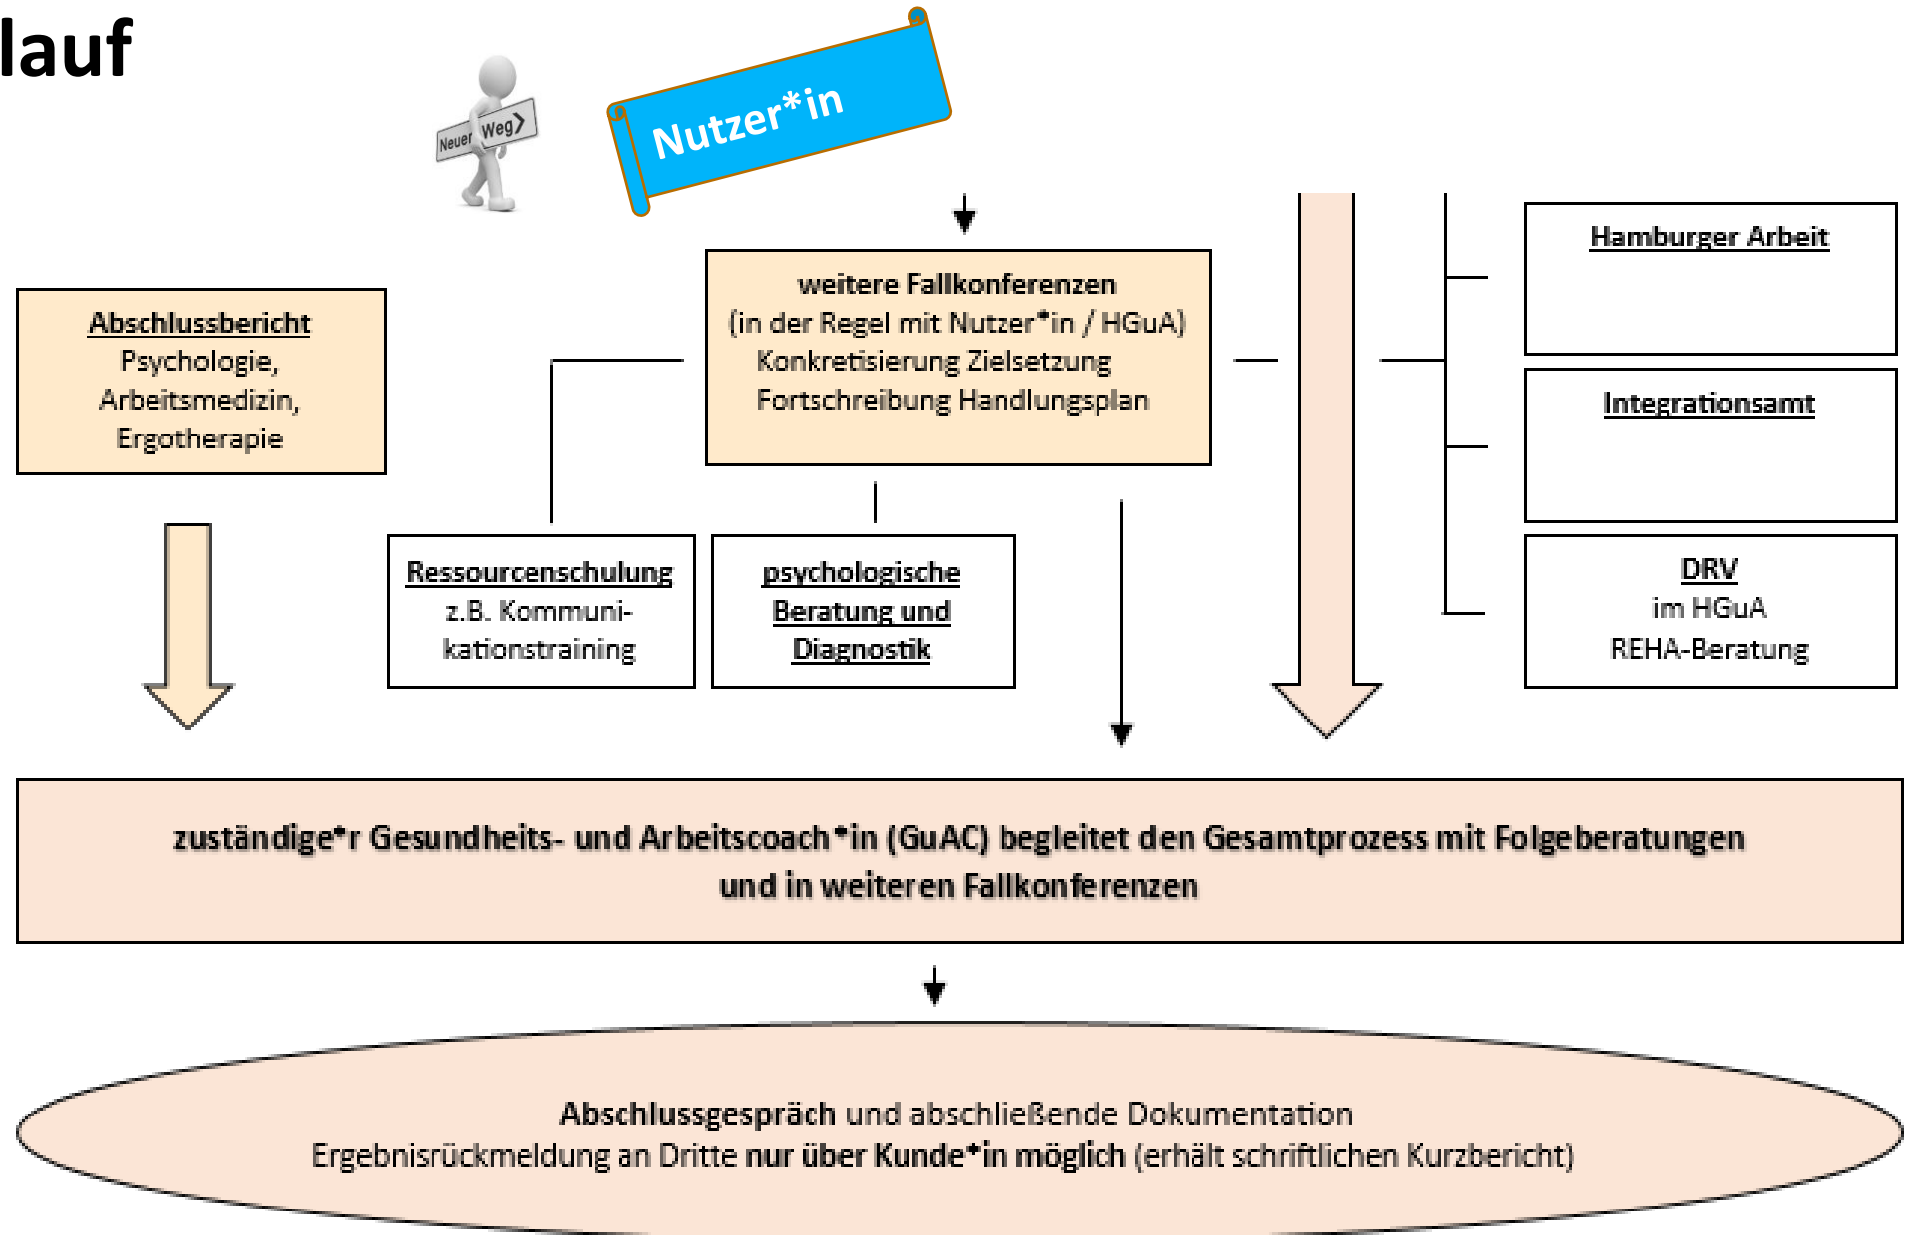 lauf
Neuer Weg>
Nutzer*in
Abschlussbericht
Psychologie,
Arbeitsmedizin,
Ergotherapie
weitere Fallkonferenzen
(in der Regel mit Nutzer*in / HGuA)
Konkretisierung Zielsetzung
Fortschreibung Handlungsplan
Hamburger Arbeit
Integrationsamt
DRV
im HGuA
REHA-Beratung
Ressourcenschulung
z.B. Kommuni-
kationstraining
psychologische
Beratung und
Diagnostik
zuständige*r Gesundheits- und Arbeitscoach*in (GuAC) begleitet den Gesamtprozess mit Folgeberatungen
und in weiteren Fallkonferenzen
Abschlussgespräch und abschließende Dokumentation
Ergebnisrückmeldung an Dritte nur über Kunde*in möglich (erhält schriftlichen Kurzbericht)